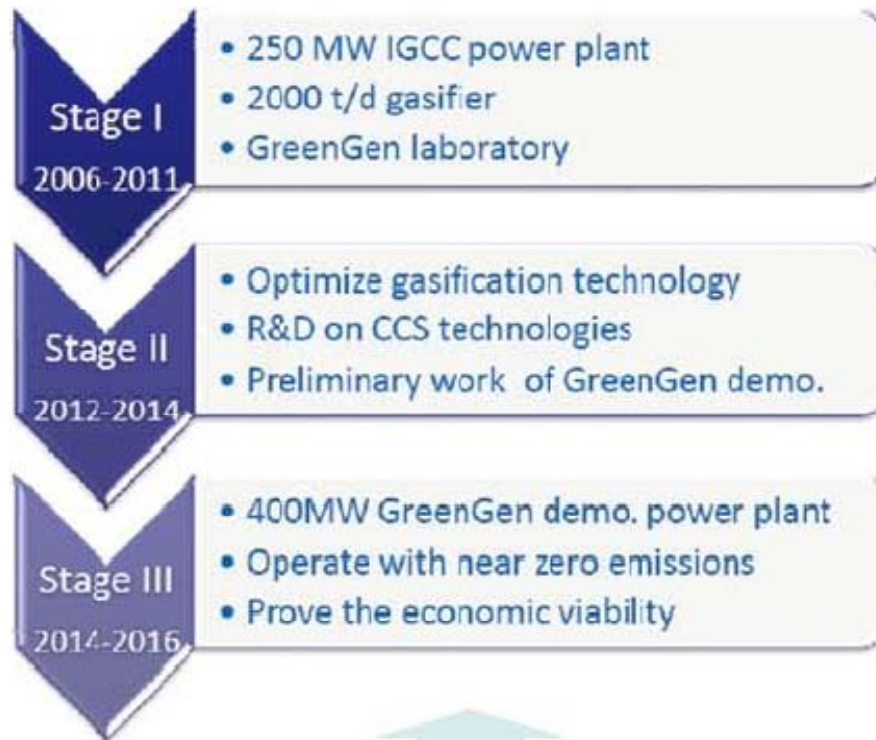 Stage I
2006-2011
• 250 MW IGCC power plant
• 2000 t/d gasifier
• GreenGen laboratory
Stage II
2012-2014
• Optimize gasification technology
• R&D on CCS technologies
• Preliminary work of GreenGen demo.
Stage III
2014-2016
• 400MW GreenGen demo. power plant
• Operate with near zero emissions
• Prove the economic viability